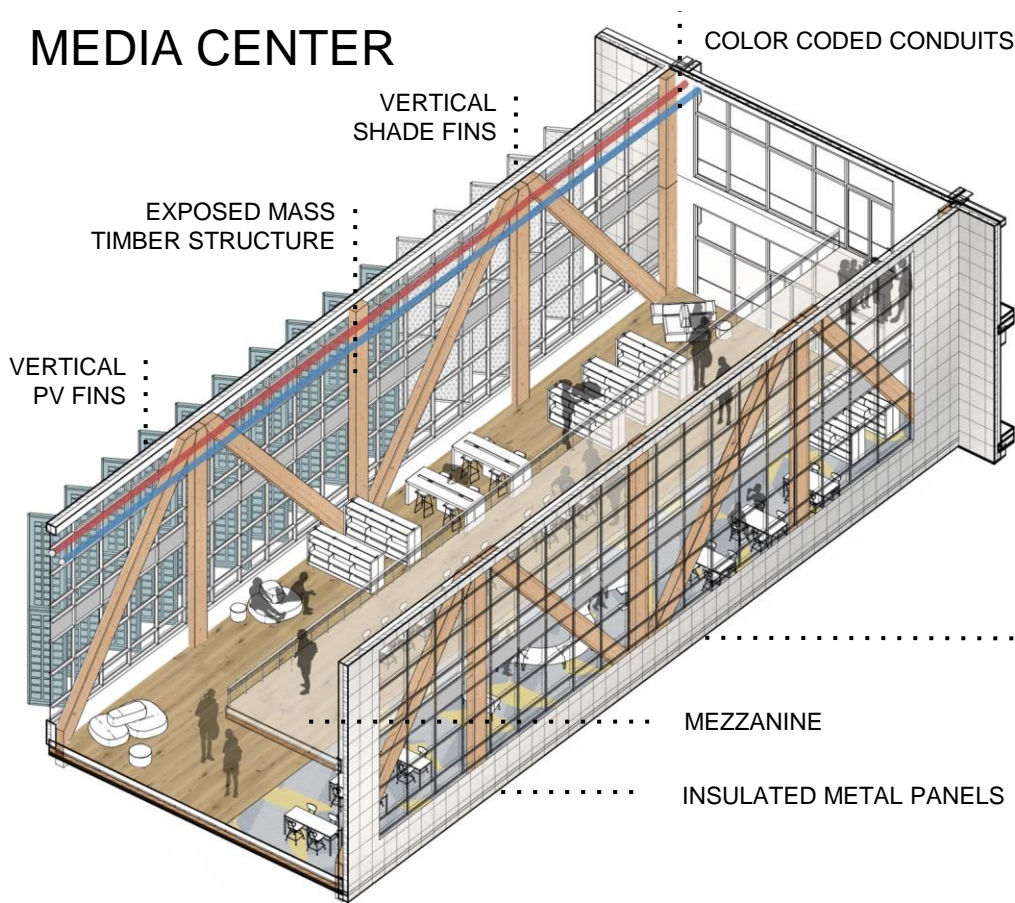 MEDIA CENTER
COLOR CODED CONDUITS
VERTICAL
SHADE FINS
EXPOSED MASS
TIMBER STRUCTURE
VERTICAL
PV FINS
MEZZANINE
INSULATED METAL PANELS